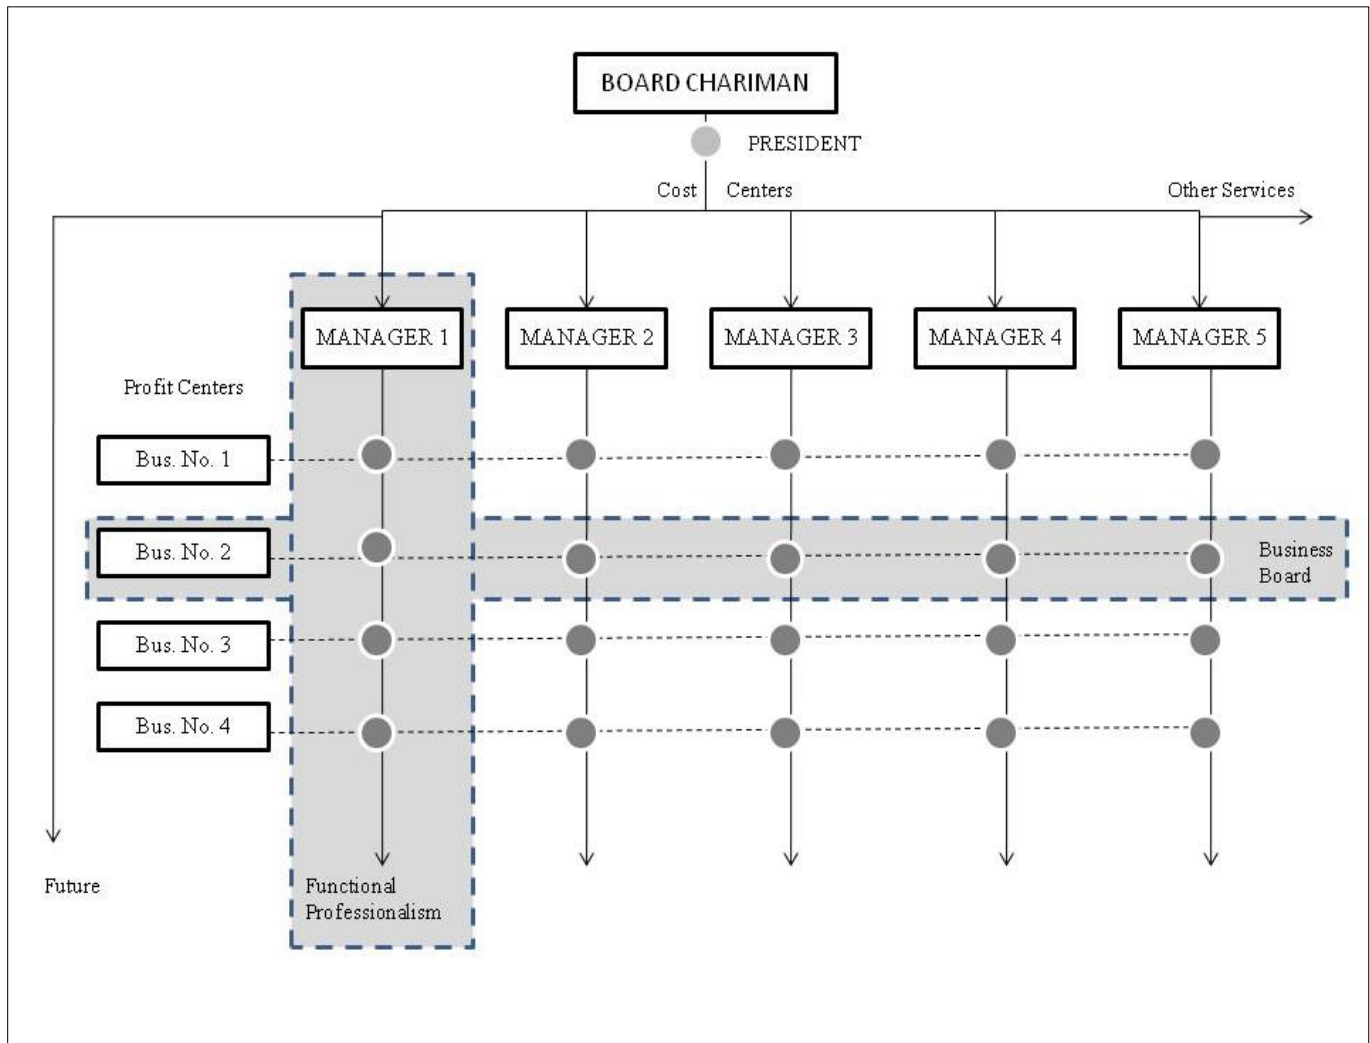 BOARD CHARIMAN
PRESIDENT
Cost Centers
Other Services
MANAGER 1
MANAGER 2
MANAGER 3
MANAGER 4
MANAGER 5
Profit Centers
Bus. No. 1
Bus. No. 2
Business
Board
Bus. No. 3
Bus. No. 4
Future
Functional
Professionalism